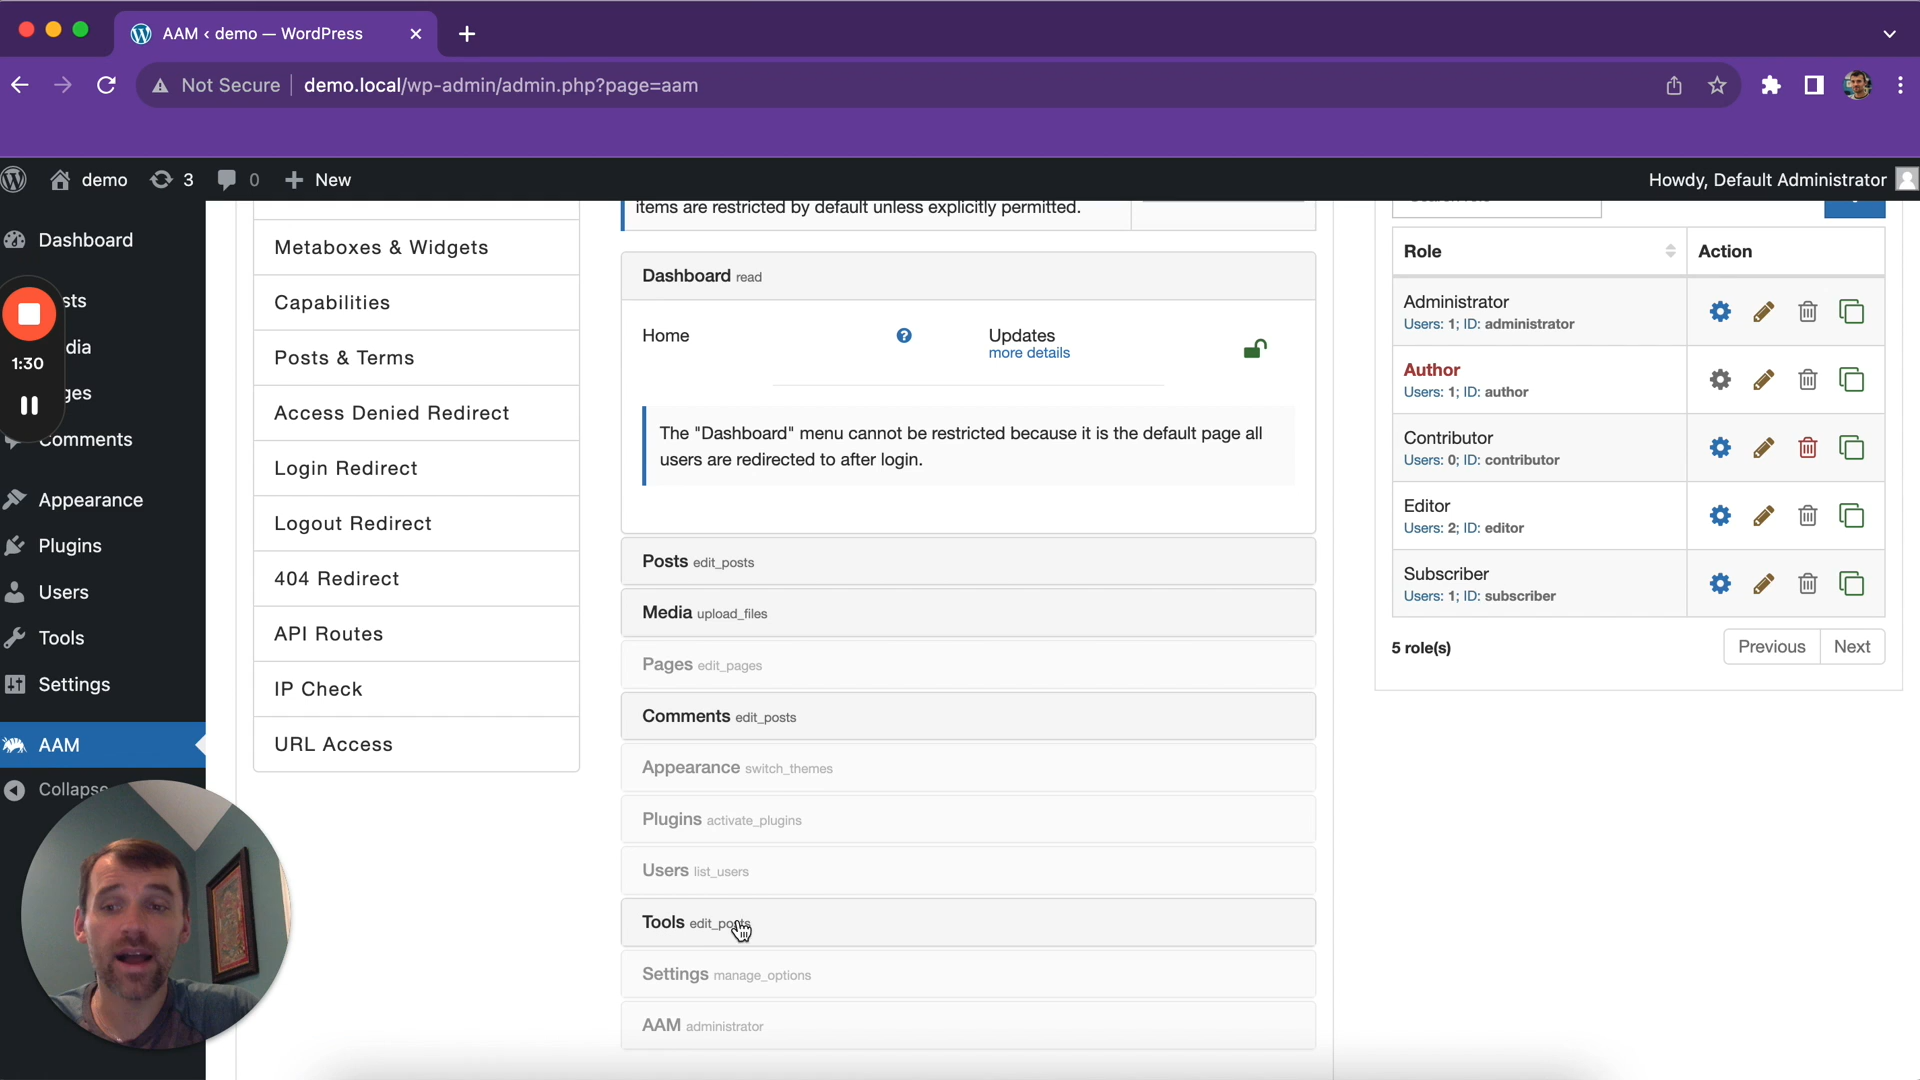 AAM ‹ demo — WordPress
Not Secure
demo.local/wp-admin/admin.php?page=aam
demo
3
0
New
Howdy, Default Administrator
Dashboard
sts
dia
ges
Comments
Appearance
Plugins
Users
Tools
Settings
AAM
Collapse
1:30
Metaboxes & Widgets
Capabilities
Posts & Terms
Access Denied Redirect
Login Redirect
Logout Redirect
404 Redirect
API Routes
IP Check
URL Access
items are restricted by default unless explicitly permitted.
Dashboard read
Home
Updates
more details
The "Dashboard" menu cannot be restricted because it is the default page all
users are redirected to after login.
Posts edit_posts
Media upload_files
Pages edit_pages
Comments edit_posts
Appearance switch_themes
Plugins activate_plugins
Users list_users
Tools edit_posts
Settings manage_options
AAM administrator
Role
Action
Administrator
Users: 1; ID: administrator
Author
Users: 1; ID: author
Contributor
Users: 0; ID: contributor
Editor
Users: 2; ID: editor
Subscriber
Users: 1; ID: subscriber
5 role(s)
Previous
Next